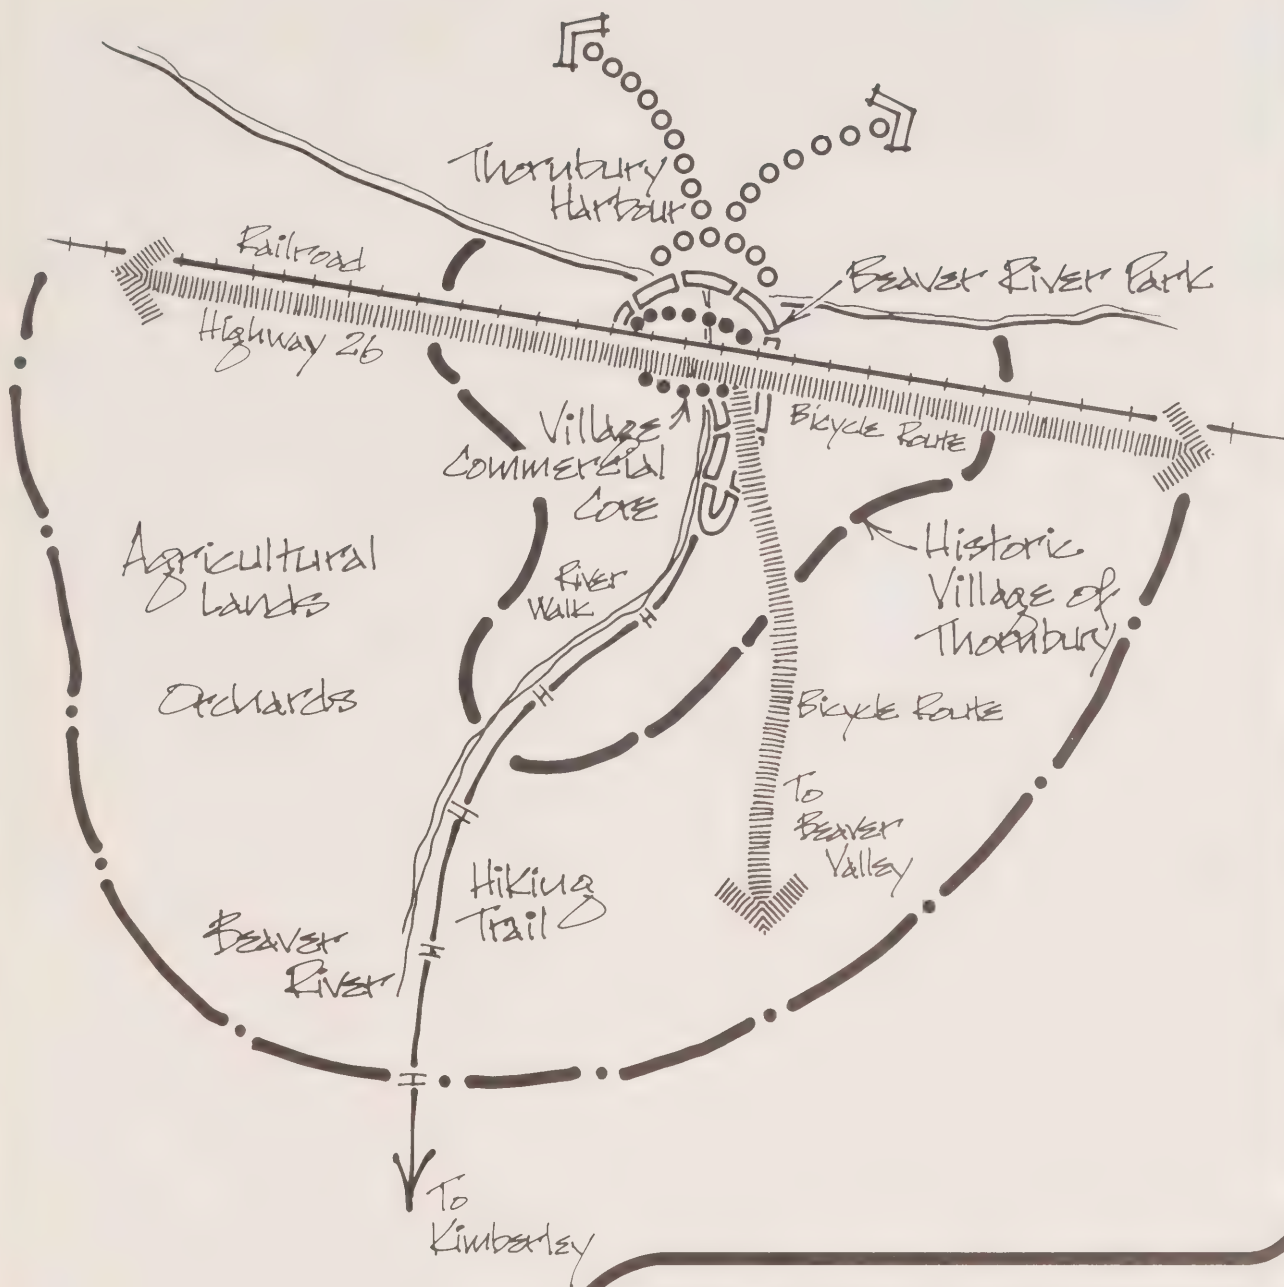 Thornbury
Harbour
Railroad
Beaver River Park
Highway 26
Village
Commercial
Core
Bicycle Route
Agricultural
Lands
River
Walk
Historic
Village of
Thornbury
Orchards
Bicycle Route
To
Beaver
Valley
Hiking
Trail
Beaver
River
To
Kimberley